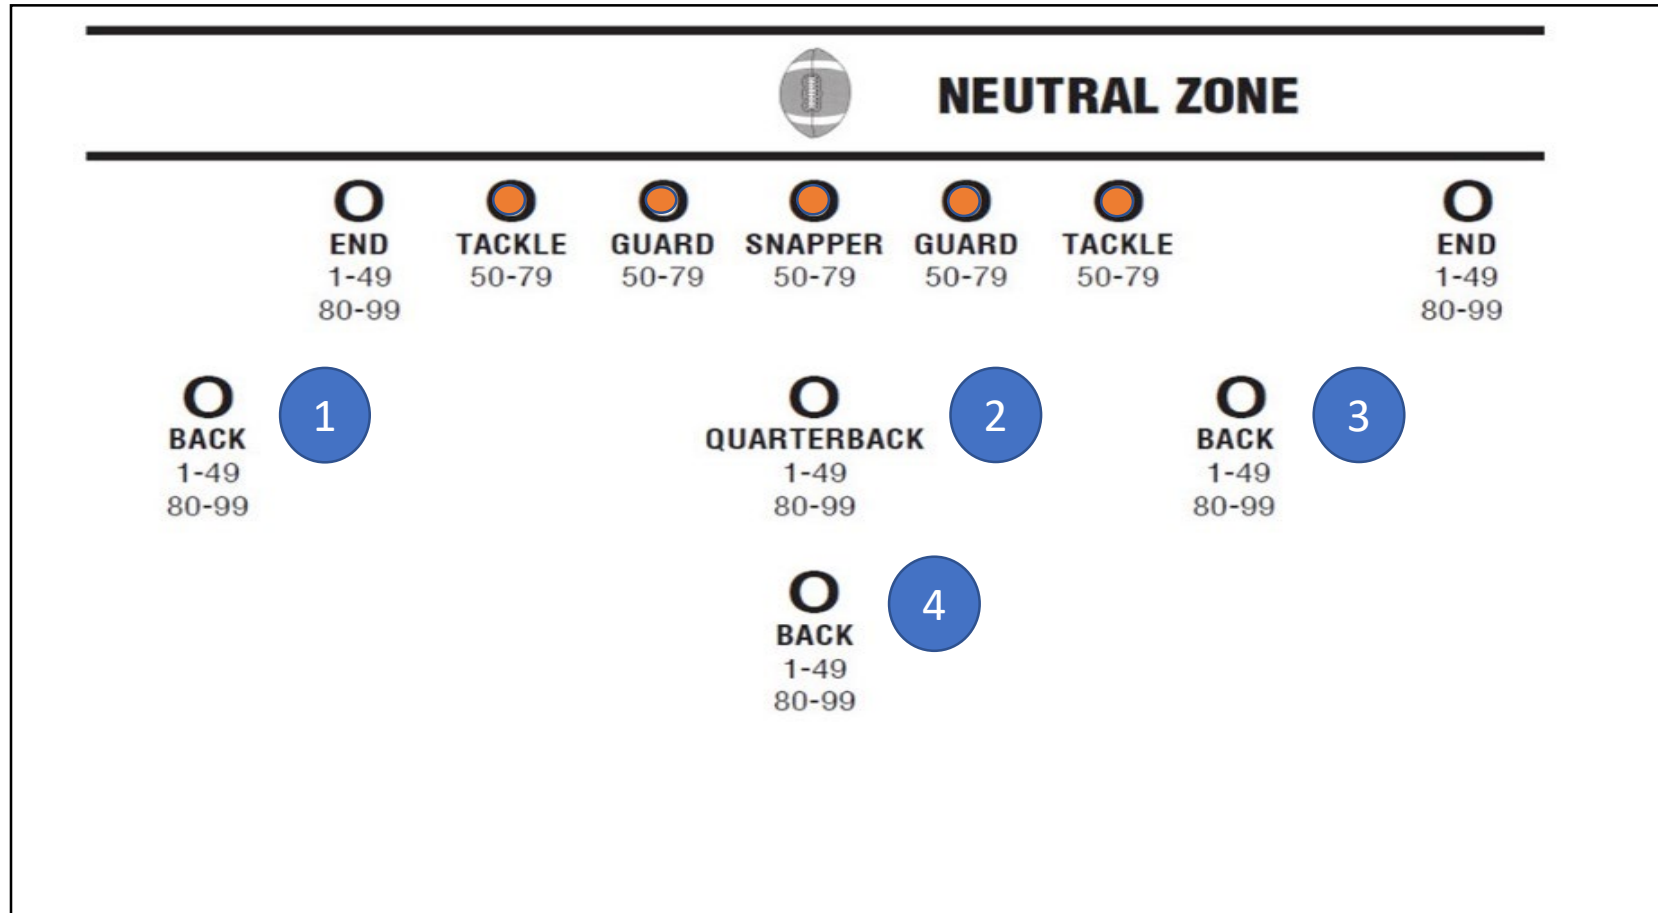 NEUTRAL ZONE
O O O O O O O
END TACKLE GUARD SNAPPER GUARD TACKLE END
1-49 50-79 50-79 50-79 50-79 50-79 1-49
80-99 80-99
O 1 O 2 O 3
BACK QUARTERBACK BACK
1-49 1-49 1-49
80-99 80-99 80-99
O 4
BACK
1-49
80-99